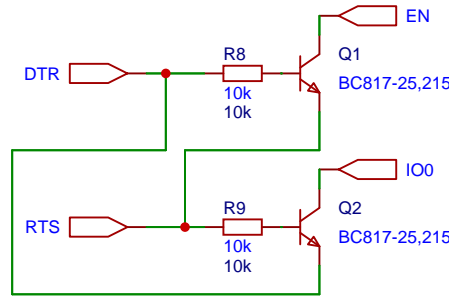 EN
R8
Q1
DTR
10k
BC817-25,215
10k
IO0
R9
Q2
RTS
10k
BC817-25,215
10k